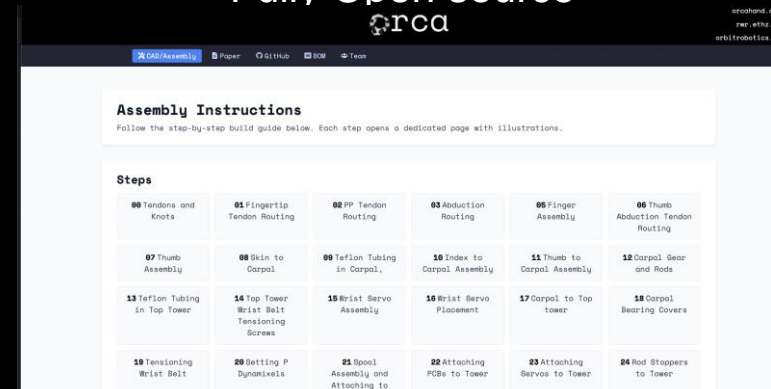 Fully Open Source
orca
orcahand.
rwr.ethz.
orbitrobotics.
CAD/Assembly Paper GitHub BOM Team
Assembly Instructions
Follow the step-by-step build guide below. Each step opens a dedicated page with illustrations.
Steps
00 Tendons and
Knots
01 Fingertip
Tendon Routing
02 PP Tendon
Routing
03 Abduction
Routing
05 Finger
Assembly
06 Thumb
Abduction Tendon
Routing
07 Thumb
Assembly
08 Skin to
Carpal
09 Teflon Tubing
in Carpal,
10 Index to
Carpal Assembly
11 Thumb to
Carpal Assembly
12 Carpal Gear
and Rods
13 Teflon Tubing
in Top Tower
14 Top Tower
Wrist Belt
Tensioning
Screws
15 Wrist Servo
Assembly
16 Wrist Servo
Placement
17 Carpal to Top
tower
18 Carpal
Bearing Covers
19 Tensioning
Wrist Belt
20 Setting P
Dynamixels
21 Spool
Assembly and
Attaching to
22 Attaching
PCBs to Tower
23 Attaching
Servos to Tower
24 Rod Stoppers
to Tower